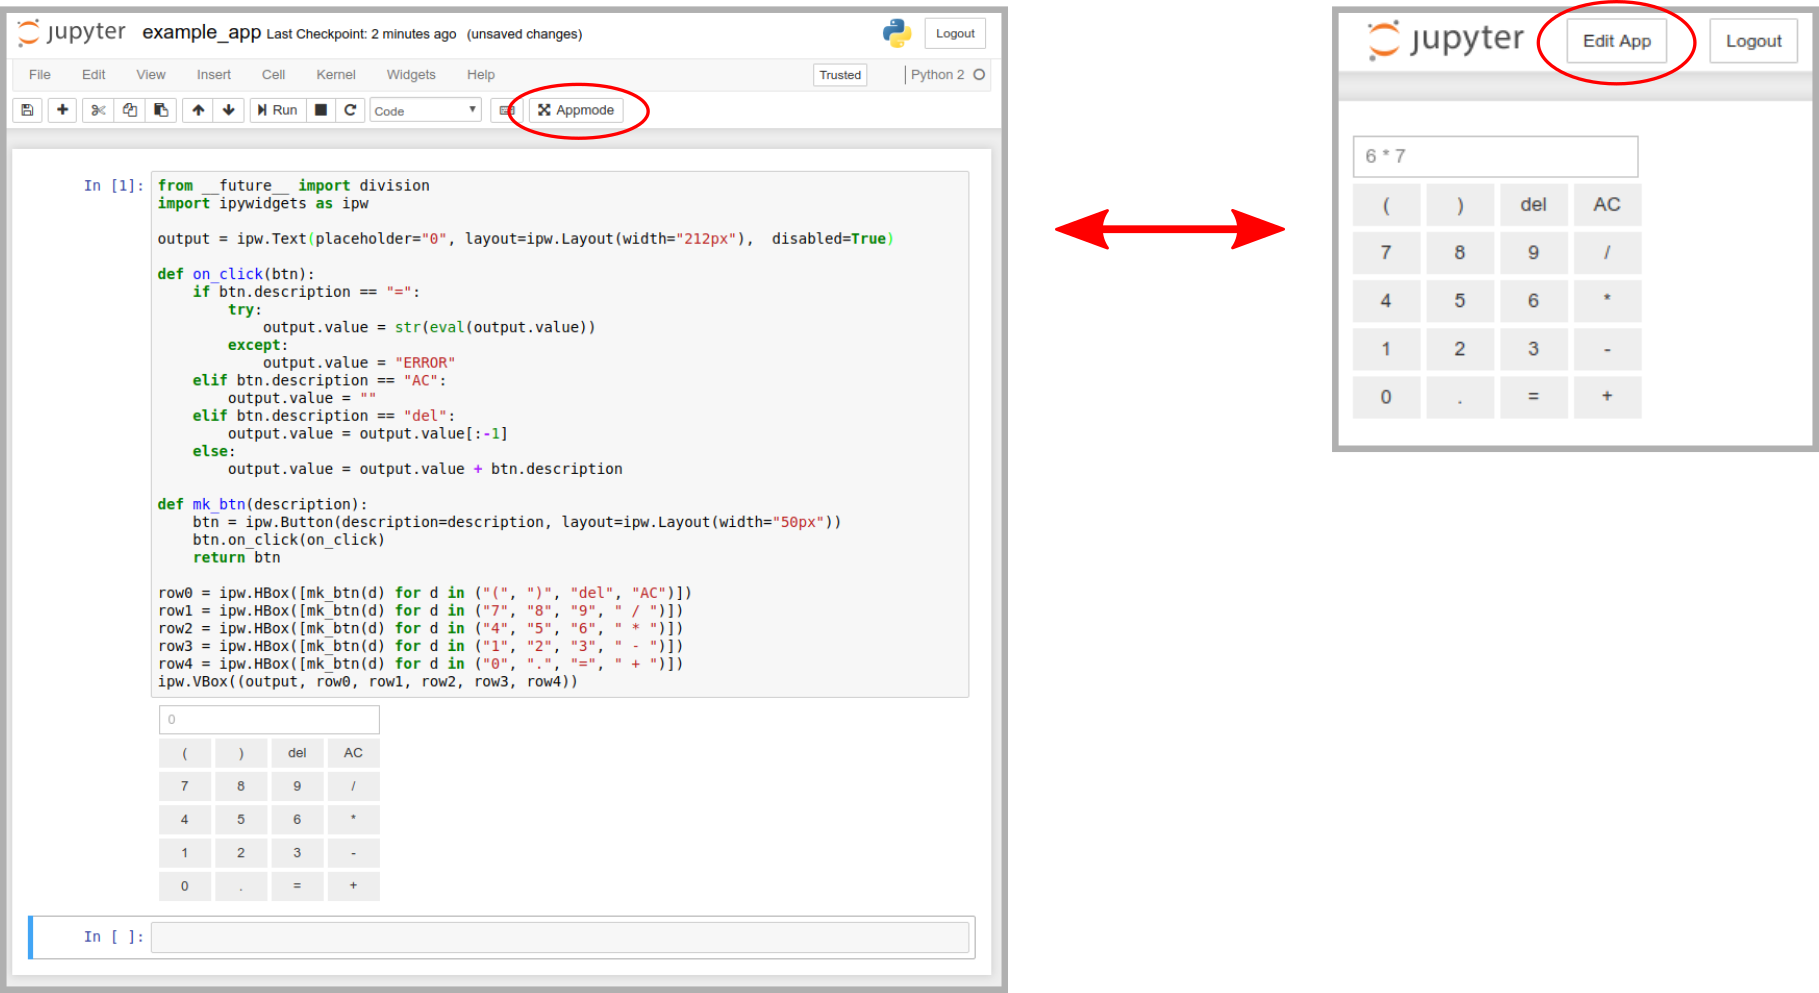 jupyter example_app Last Checkpoint: 2 minutes ago (unsaved changes) Logout
File Edit View Insert Cell Kernel Widgets Help Trusted Python 2
Run Code Appmode
In [1]: from __future__ import division
import ipywidgets as ipw
output = ipw.Text(placeholder="0", layout=ipw.Layout(width="212px"),  disabled=True)
def on_click(btn):
    if btn.description == "=":
        try:
            output.value = str(eval(output.value))
        except:
            output.value = "ERROR"
    elif btn.description == "AC":
        output.value = ""
    elif btn.description == "del":
        output.value = output.value[:-1]
    else:
        output.value = output.value + btn.description
def mk_btn(description):
    btn = ipw.Button(description=description, layout=ipw.Layout(width="50px"))
    btn.on_click(on_click)
    return btn
row0 = ipw.HBox([mk_btn(d) for d in ("(", ")", "del", "AC")])
row1 = ipw.HBox([mk_btn(d) for d in ("7", "8", "9", " / ")])
row2 = ipw.HBox([mk_btn(d) for d in ("4", "5", "6", " * ")])
row3 = ipw.HBox([mk_btn(d) for d in ("1", "2", "3", " - ")])
row4 = ipw.HBox([mk_btn(d) for d in ("0", ".", "=", " + ")])
ipw.VBox((output, row0, row1, row2, row3, row4))
0
( ) del AC
7 8 9 /
4 5 6 *
1 2 3 -
0 . = +
In [ ]:
jupyter Edit App Logout
6 * 7
( ) del AC
7 8 9 /
4 5 6 *
1 2 3 -
0 . = +